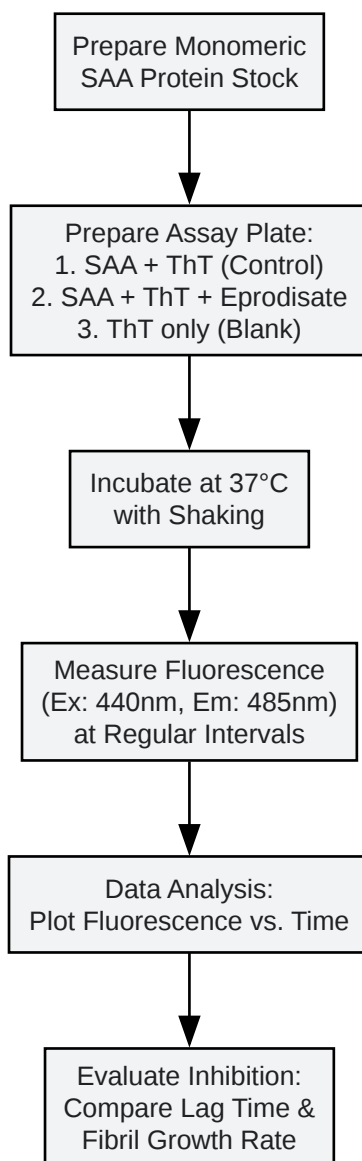 Prepare Monomeric
SAA Protein Stock
Prepare Assay Plate:
1. SAA + ThT (Control)
2. SAA + ThT + Eprodisate
3. ThT only (Blank)
Incubate at 37°C
with Shaking
Measure Fluorescence
(Ex: 440nm, Em: 485nm)
at Regular Intervals
Data Analysis:
Plot Fluorescence vs. Time
Evaluate Inhibition:
Compare Lag Time &
Fibril Growth Rate